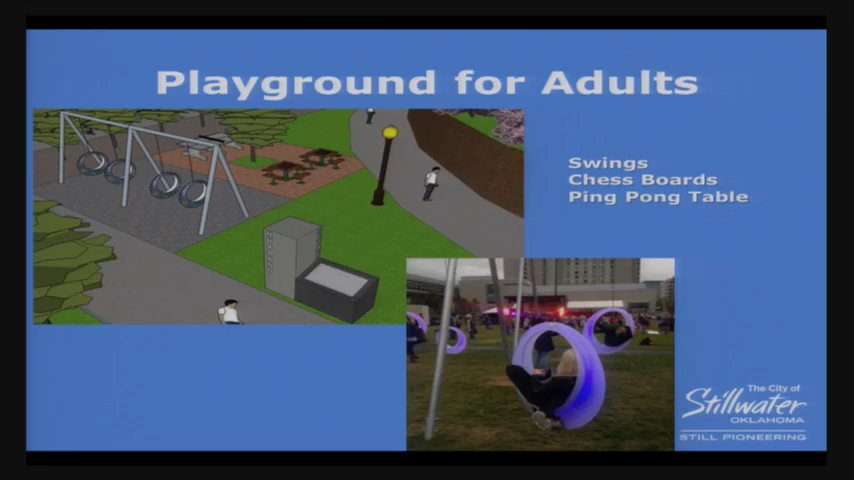 Playground for Adults
Swings
Chess Boards
Ping Pong Table
The City of
Stillwater
OKLAHOMA
STILL PIONEERING